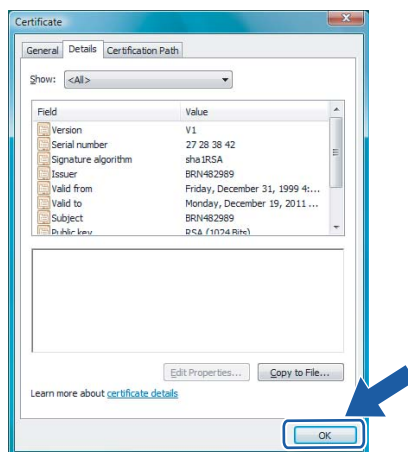 Certificate
General Details Certification Path
Show: <All>
Field Value
Version V1
Serial number 27 28 38 42
Signature algorithm sha1RSA
Issuer BRN482989
Valid from Friday, December 31, 1999 4:...
Valid to Monday, December 19, 2011 ...
Subject BRN482989
Public key RSA (1024 Bits)
Edit Properties... Copy to File...
Learn more about certificate details
OK